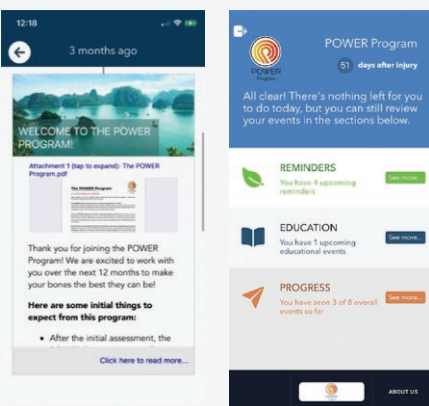 12:18
3 months ago
WELCOME TO THE POWER
PROGRAM!
Attachment 1 (tap to expand): The POWER
Program.pdf
The POWER Program
Thank you for joining the POWER
Program! We are excited to work with
you over the next 12 months to make
your bones the best they can be!
Here are some initial things to
expect from this program:
• After the initial assessment, the
Click here to read more...
POWER
Program
POWER Program
51 days after injury
All clear! There's nothing left for you
to do today, but you can still review
your events in the sections below.
REMINDERS
You have 4 upcoming
reminders
See more...
EDUCATION
You have 1 upcoming
educational events
See more...
PROGRESS
You have seen 3 of 8 overall
events so far
See more...
ABOUT US